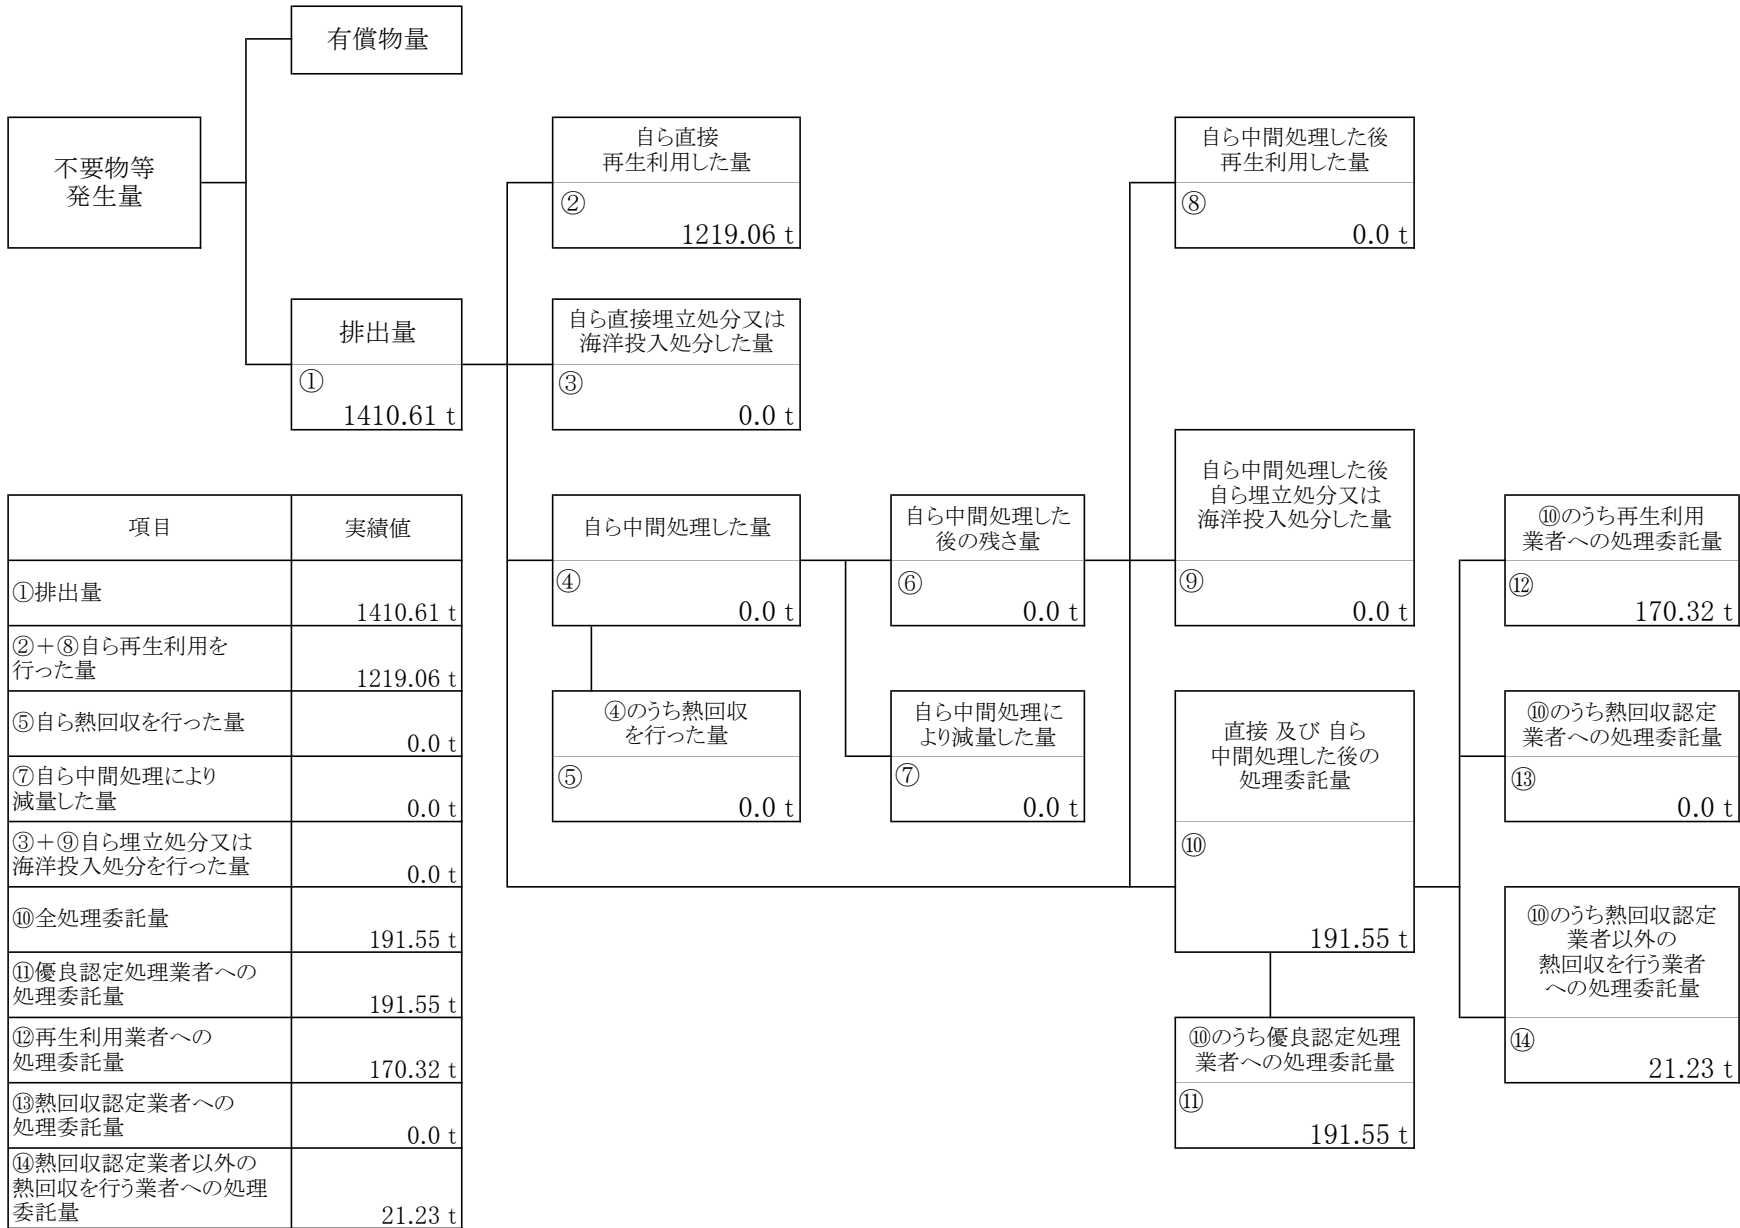 有償物量
不要物等
発生量
自ら直接
再生利用した量
②
1219.06 t
自ら中間処理した後
再生利用した量
⑧
0.0 t
排出量
①
1410.61 t
自ら直接埋立処分又は
海洋投入処分した量
③
0.0 t
自ら中間処理した量
④
0.0 t
自ら中間処理した
後の残さ量
⑥
0.0 t
自ら中間処理した後
自ら埋立処分又は
海洋投入処分した量
⑨
0.0 t
⑩のうち再生利用
業者への処理委託量
⑫
170.32 t
④のうち熱回収
を行った量
⑤
0.0 t
自ら中間処理に
より減量した量
⑦
0.0 t
直接 及び 自ら
中間処理した後の
処理委託量
⑩
191.55 t
⑩のうち熱回収認定
業者への処理委託量
⑬
0.0 t
⑩のうち熱回収認定
業者以外の
熱回収を行う業者
への処理委託量
⑭
21.23 t
⑩のうち優良認定処理
業者への処理委託量
⑪
191.55 t
項目 実績値
①排出量
1410.61 t
②+⑧自ら再生利用を
行った量
1219.06 t
⑤自ら熱回収を行った量
0.0 t
⑦自ら中間処理により
減量した量
0.0 t
③+⑨自ら埋立処分又は
海洋投入処分を行った量
0.0 t
⑩全処理委託量
191.55 t
⑪優良認定処理業者への
処理委託量
191.55 t
⑫再生利用業者への
処理委託量
170.32 t
⑬熱回収認定業者への
処理委託量
0.0 t
⑭熱回収認定業者以外の
熱回収を行う業者への処理
委託量
21.23 t